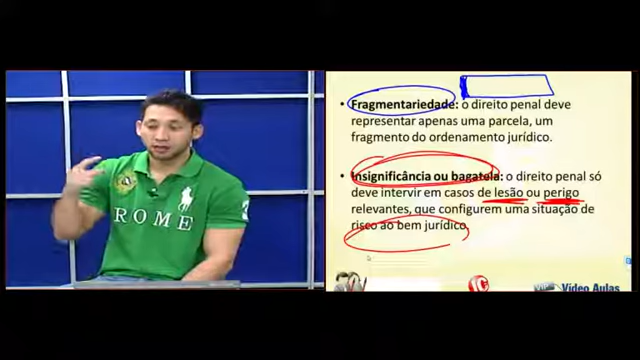 ROME
• Fragmentariedade: o direito penal deve
representar apenas uma parcela, um
fragmento do ordenamento jurídico.
• Insignificância ou bagatela: o direito penal só
deve intervir em casos de lesão ou perigo
relevantes, que configurem uma situação de
risco ao bem jurídico.
Vídeo Aulas